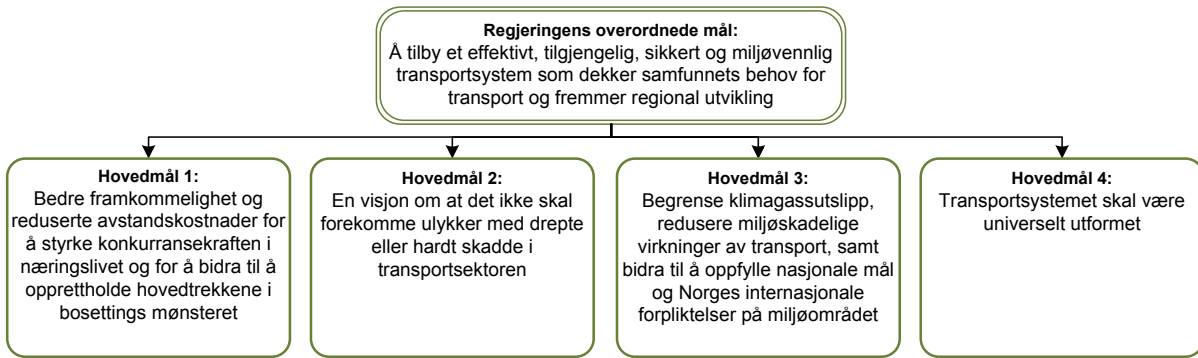 Regjeringens overordnede mål:
Å tilby et effektivt, tilgjengelig, sikkert og miljøvennlig
transportsystem som dekker samfunnets behov for
transport og fremmer regional utvikling
Hovedmål 1:
Bedre framkommelighet og
reduserte avstandskostnader for
å styrke konkurransekraften i
næringslivet og for å bidra til å
opprettholde hovedtrekkene i
bosettings mønsteret
Hovedmål 2:
En visjon om at det ikke skal
forekomme ulykker med drepte
eller hardt skadde i
transportsektoren
Hovedmål 3:
Begrense klimagassutslipp,
redusere miljøskadelige
virkninger av transport, samt
bidra til å oppfylle nasjonale mål
og Norges internasjonale
forpliktelser på miljøområdet
Hovedmål 4:
Transportsystemet skal være
universelt utformet